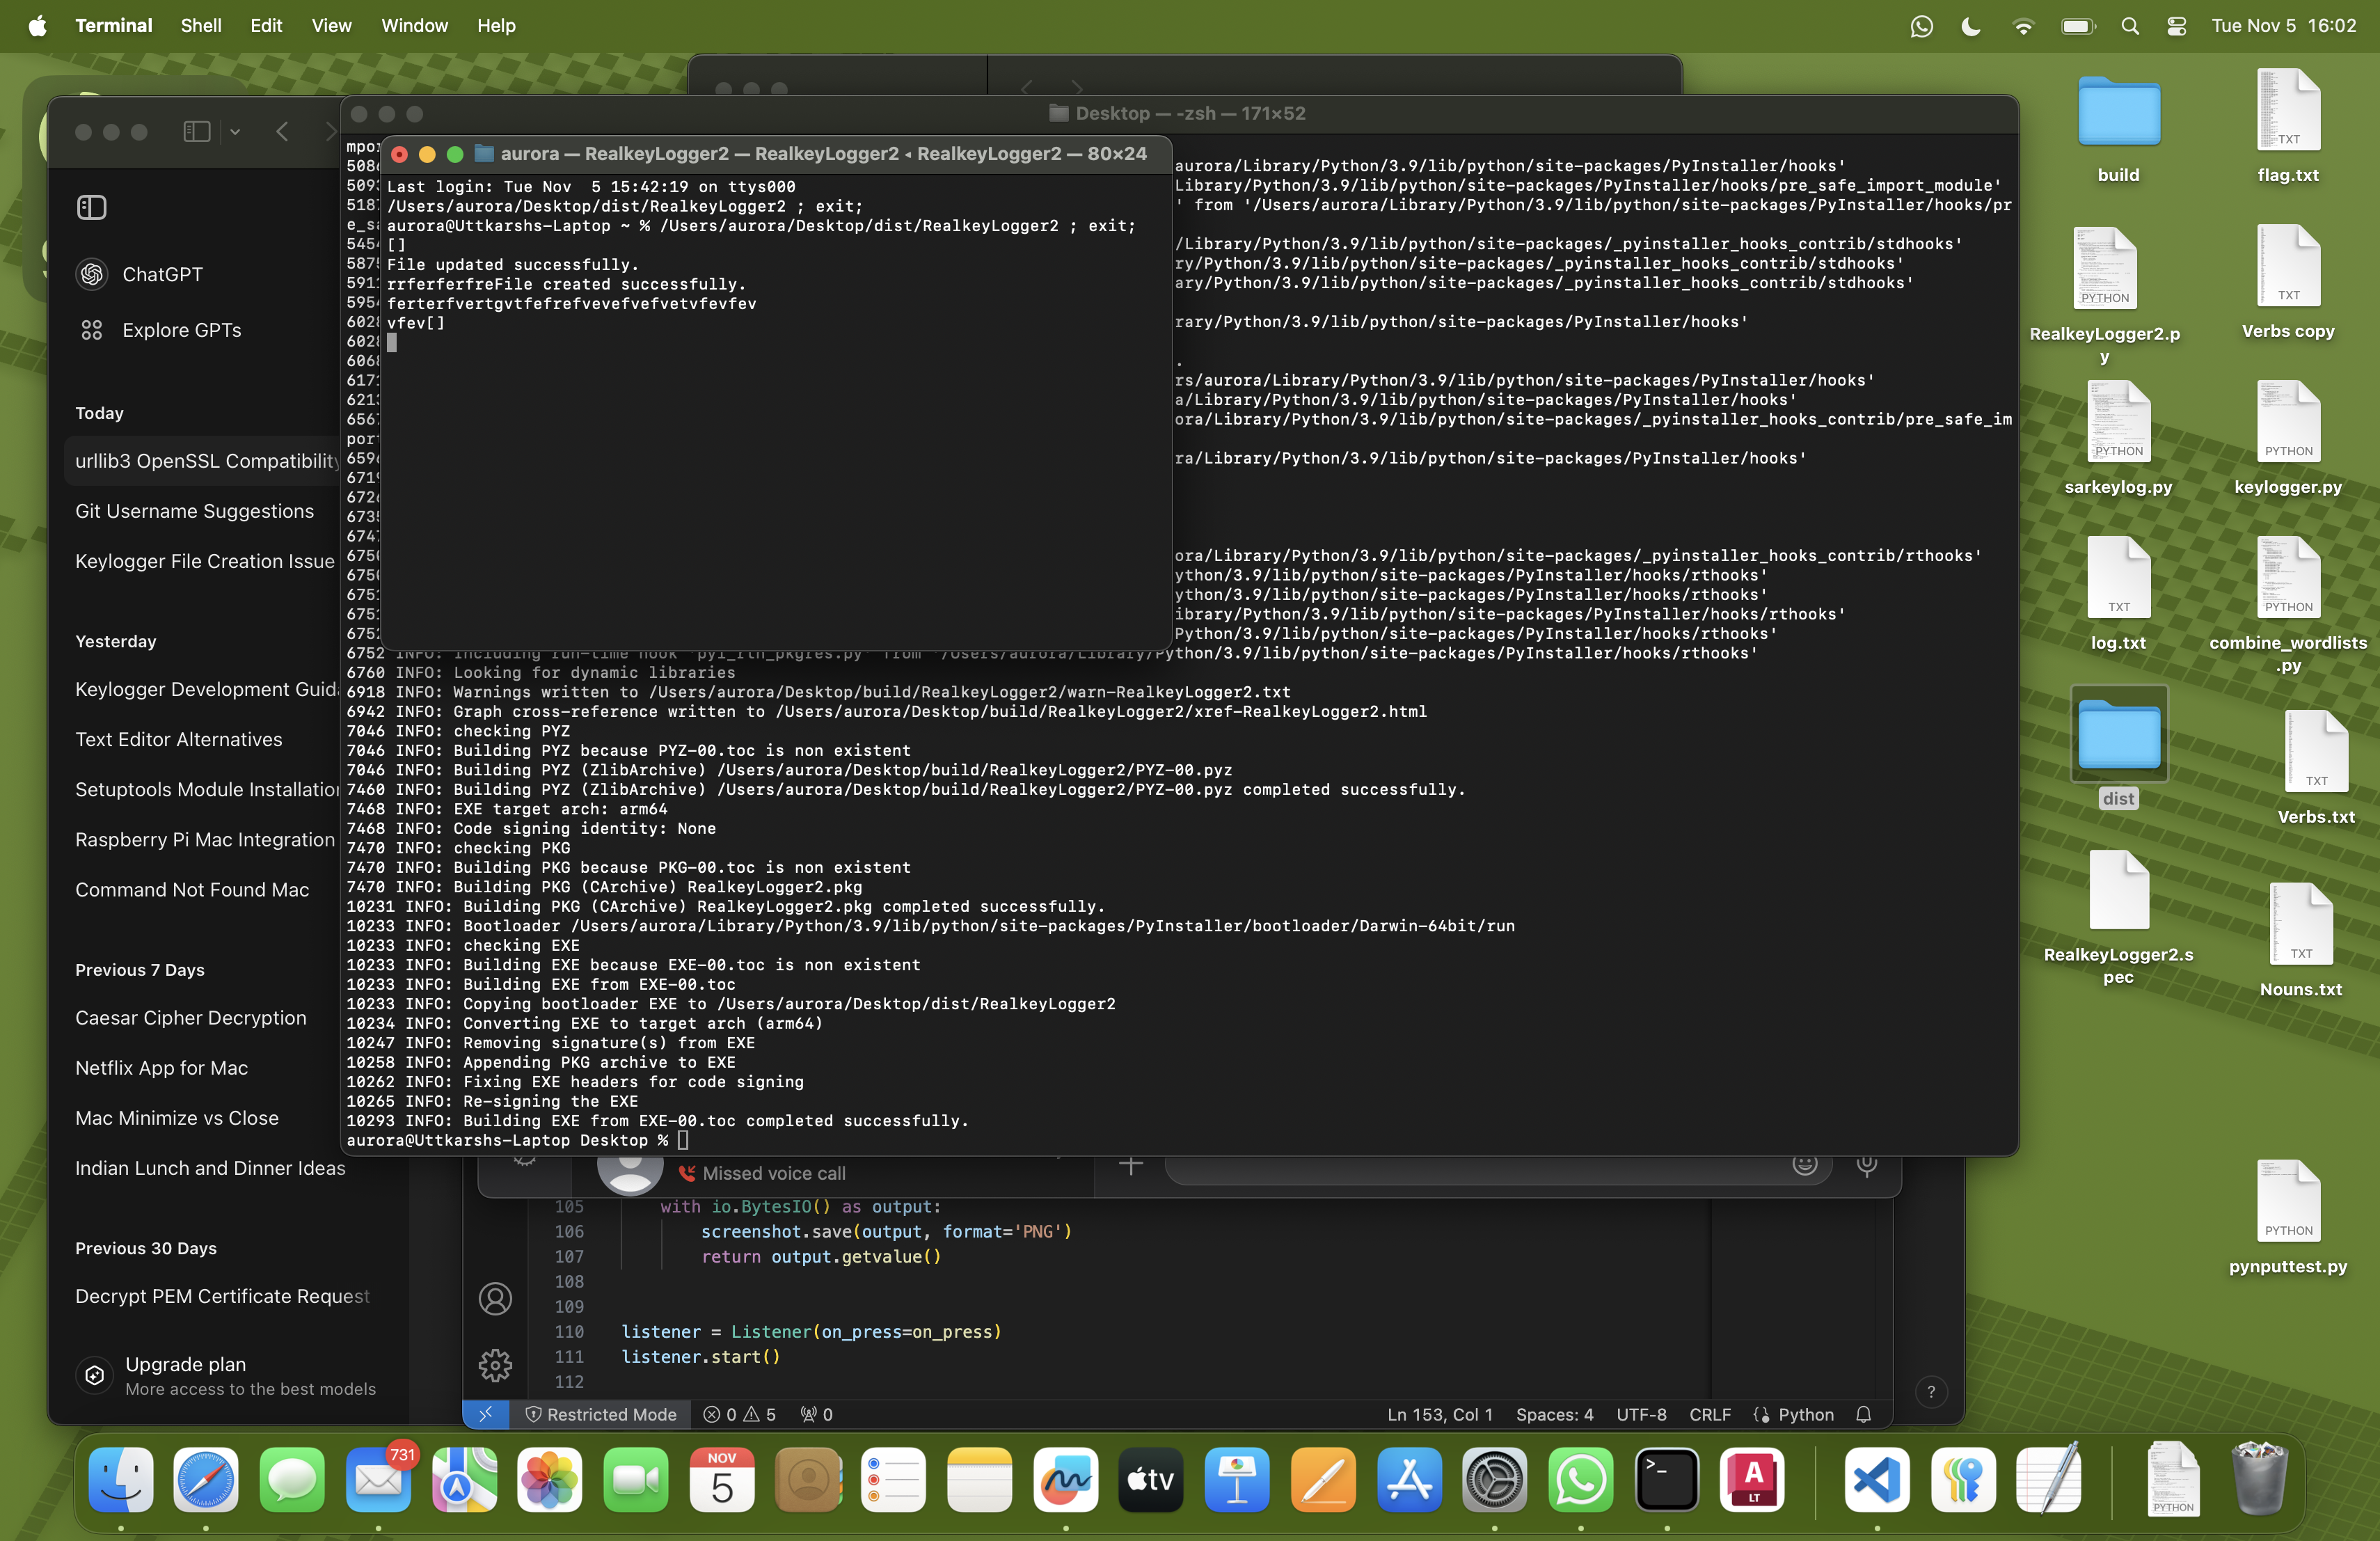 Terminal Shell Edit View Window Help
Tue Nov 5 16:02
Desktop — -zsh — 171×52
aurora — RealkeyLogger2 — RealkeyLogger2 ◂ RealkeyLogger2 — 80×24
Last login: Tue Nov  5 15:42:19 on ttys000
/Users/aurora/Desktop/dist/RealkeyLogger2 ; exit;
aurora@Uttkarshs-Laptop ~ % /Users/aurora/Desktop/dist/RealkeyLogger2 ; exit;
[]
File updated successfully.
rrferferfreFile created successfully.
ferterfvertgvtfefrefvevefvefvetvfevfev
vfev[]
aurora/Library/Python/3.9/lib/python/site-packages/PyInstaller/hooks'
Library/Python/3.9/lib/python/site-packages/PyInstaller/hooks/pre_safe_import_module'
' from '/Users/aurora/Library/Python/3.9/lib/python/site-packages/PyInstaller/hooks/pr
/Library/Python/3.9/lib/python/site-packages/_pyinstaller_hooks_contrib/stdhooks'
ry/Python/3.9/lib/python/site-packages/_pyinstaller_hooks_contrib/stdhooks'
ary/Python/3.9/lib/python/site-packages/_pyinstaller_hooks_contrib/stdhooks'
rary/Python/3.9/lib/python/site-packages/PyInstaller/hooks'
.
rs/aurora/Library/Python/3.9/lib/python/site-packages/PyInstaller/hooks'
a/Library/Python/3.9/lib/python/site-packages/PyInstaller/hooks'
ora/Library/Python/3.9/lib/python/site-packages/_pyinstaller_hooks_contrib/pre_safe_im
port
ra/Library/Python/3.9/lib/python/site-packages/PyInstaller/hooks'
ora/Library/Python/3.9/lib/python/site-packages/_pyinstaller_hooks_contrib/rthooks'
ython/3.9/lib/python/site-packages/PyInstaller/hooks/rthooks'
ython/3.9/lib/python/site-packages/PyInstaller/hooks/rthooks'
ibrary/Python/3.9/lib/python/site-packages/PyInstaller/hooks/rthooks'
Python/3.9/lib/python/site-packages/PyInstaller/hooks/rthooks'
6752 INFO: Including run-time hook 'pyi_rth_pkgres.py' from '/Users/aurora/Library/Python/3.9/lib/python/site-packages/PyInstaller/hooks/rthooks'
6760 INFO: Looking for dynamic libraries
6918 INFO: Warnings written to /Users/aurora/Desktop/build/RealkeyLogger2/warn-RealkeyLogger2.txt
6942 INFO: Graph cross-reference written to /Users/aurora/Desktop/build/RealkeyLogger2/xref-RealkeyLogger2.html
7046 INFO: checking PYZ
7046 INFO: Building PYZ because PYZ-00.toc is non existent
7046 INFO: Building PYZ (ZlibArchive) /Users/aurora/Desktop/build/RealkeyLogger2/PYZ-00.pyz
7460 INFO: Building PYZ (ZlibArchive) /Users/aurora/Desktop/build/RealkeyLogger2/PYZ-00.pyz completed successfully.
7468 INFO: EXE target arch: arm64
7468 INFO: Code signing identity: None
7470 INFO: checking PKG
7470 INFO: Building PKG because PKG-00.toc is non existent
7470 INFO: Building PKG (CArchive) RealkeyLogger2.pkg
10231 INFO: Building PKG (CArchive) RealkeyLogger2.pkg completed successfully.
10233 INFO: Bootloader /Users/aurora/Library/Python/3.9/lib/python/site-packages/PyInstaller/bootloader/Darwin-64bit/run
10233 INFO: checking EXE
10233 INFO: Building EXE because EXE-00.toc is non existent
10233 INFO: Building EXE from EXE-00.toc
10233 INFO: Copying bootloader EXE to /Users/aurora/Desktop/dist/RealkeyLogger2
10234 INFO: Converting EXE to target arch (arm64)
10247 INFO: Removing signature(s) from EXE
10258 INFO: Appending PKG archive to EXE
10262 INFO: Fixing EXE headers for code signing
10265 INFO: Re-signing the EXE
10293 INFO: Building EXE from EXE-00.toc completed successfully.
aurora@Uttkarshs-Laptop Desktop %
ChatGPT
Explore GPTs
Today
urllib3 OpenSSL Compatibility
Git Username Suggestions
Keylogger File Creation Issue
Yesterday
Keylogger Development Guid
Text Editor Alternatives
Setuptools Module Installation
Raspberry Pi Mac Integration
Command Not Found Mac
Previous 7 Days
Caesar Cipher Decryption
Netflix App for Mac
Mac Minimize vs Close
Indian Lunch and Dinner Ideas
Previous 30 Days
Decrypt PEM Certificate Request
Upgrade plan
More access to the best models
Missed voice call
105 with io.BytesIO() as output:
106 screenshot.save(output, format='PNG')
107 return output.getvalue()
108
109
110 listener = Listener(on_press=on_press)
111 listener.start()
112
Restricted Mode 0 5 0 Ln 153, Col 1 Spaces: 4 UTF-8 CRLF Python
?
build
TXT
flag.txt
PYTHON
RealkeyLogger2.p
y
TXT
Verbs copy
PYTHON
sarkeylog.py
PYTHON
keylogger.py
TXT
log.txt
PYTHON
combine_wordlists
.py
dist
TXT
Verbs.txt
RealkeyLogger2.s
pec
TXT
Nouns.txt
PYTHON
pynputtest.py
731
NOV
5
tv
A
LT
PYTHON